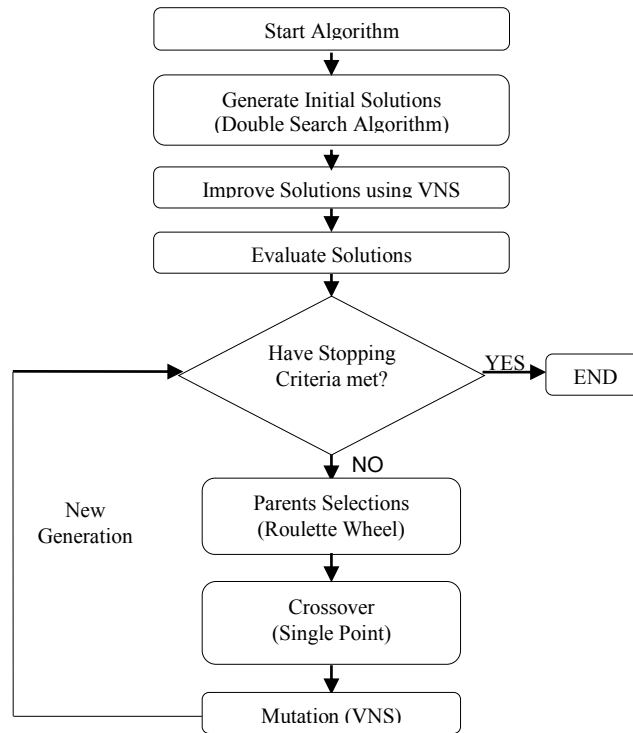 Start Algorithm
Generate Initial Solutions
(Double Search Algorithm)
Improve Solutions using VNS
Evaluate Solutions
Have Stopping
Criteria met?
YES
END
NO
Parents Selections
(Roulette Wheel)
New
Generation
Crossover
(Single Point)
Mutation (VNS)